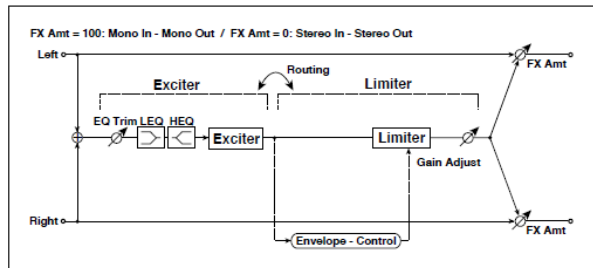 FX Amt = 100: Mono In - Mono Out / FX Amt = 0: Stereo In - Stereo Out
Left
FX Amt
Routing
Exciter
Limiter
EQ Trim LEQ HEQ
Exciter
Limiter
Gain Adjust
Right
FX Amt
Envelope - Control